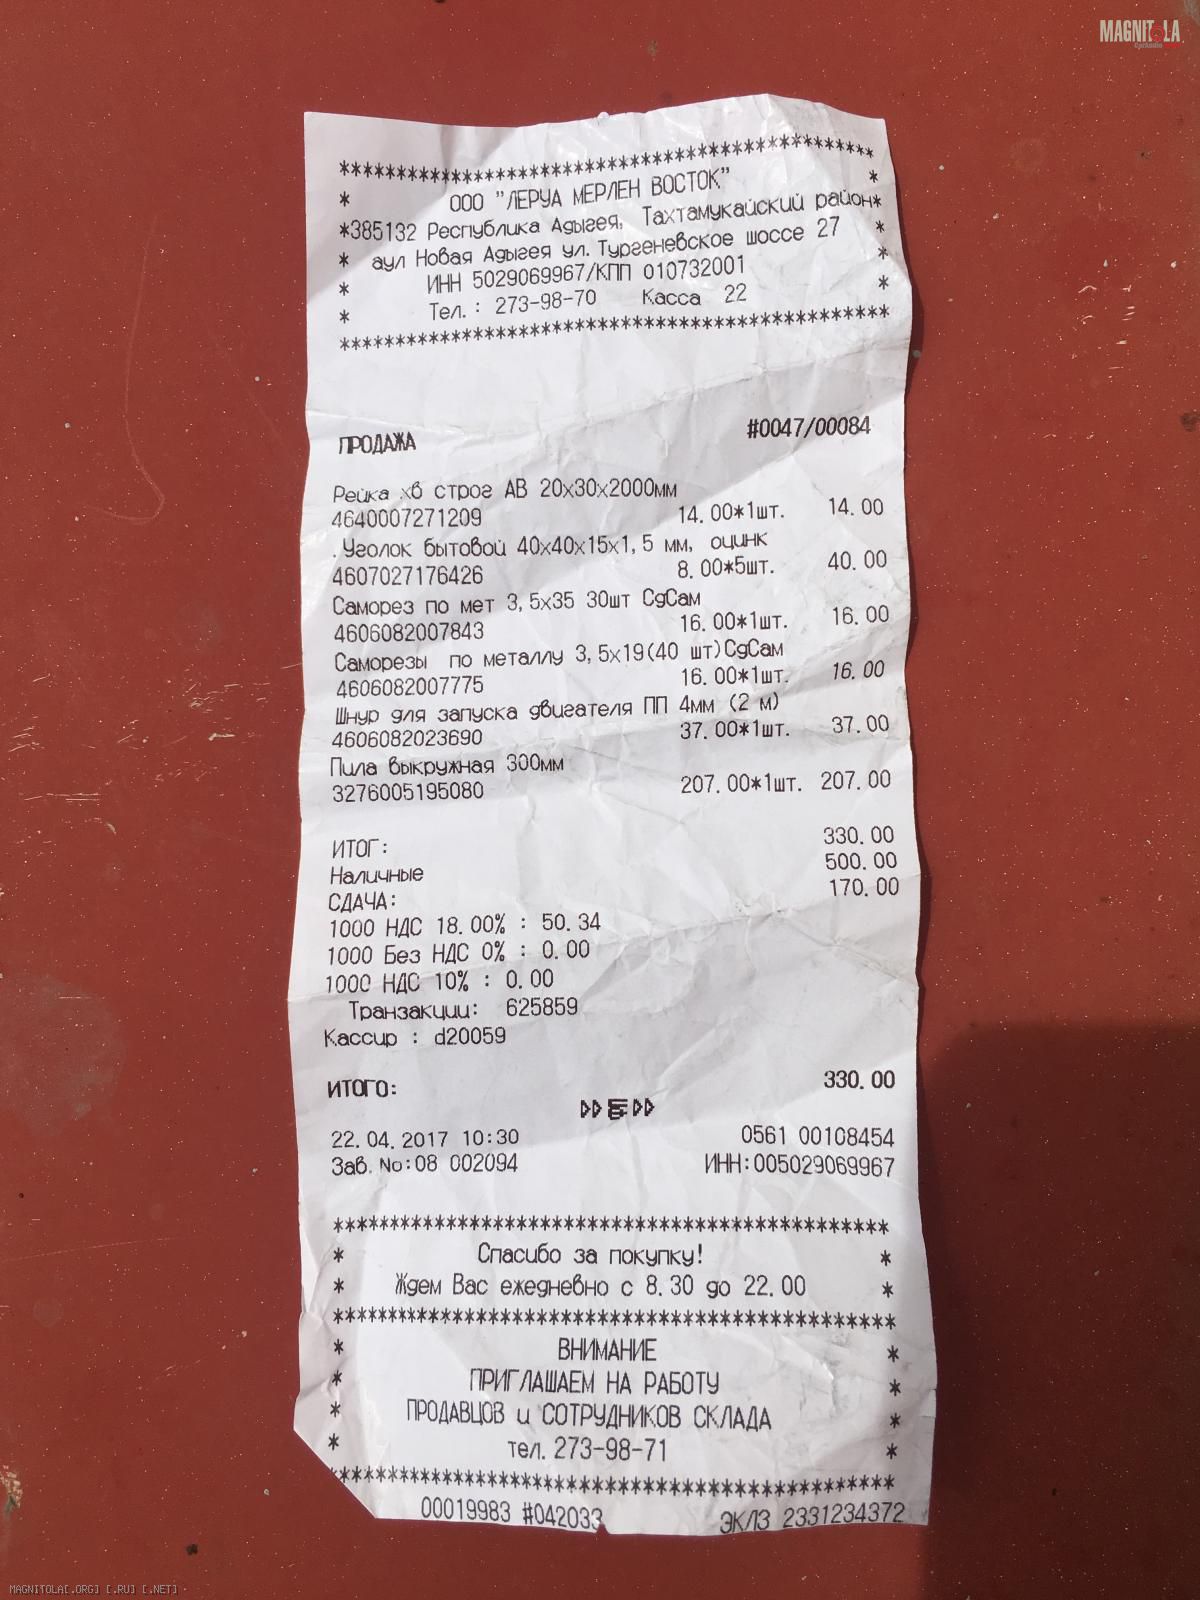 MAGNITOLA
******************************************
* ООО "ЛЕРУА МЕРЛЕН ВОСТОК" *
*385132 Республика Адыгея, Тахтамукайский район*
* аул Новая Адыгея ул. Тургеневское шоссе 27 *
* ИНН 5029069967/КПП 010732001 *
* Тел.: 273-98-70 Касса 22 *
******************************************
ПРОДАЖА #0047/00084
Рейка хв строг АВ 20х30х2000мм
4640007271209 14.00*1шт. 14.00
.Уголок бытовой 40х40х15х1,5 мм, оцинк
4607027176426 8.00*5шт. 40.00
Саморез по мет 3,5х35 30шт СдСам
4606082007843 16.00*1шт. 16.00
Саморезы по металлу 3,5х19(40 шт)СдСам
4606082007775 16.00*1шт. 16.00
Шнур для запуска двигателя ПП 4мм (2 м)
4606082023690 37.00*1шт. 37.00
Пила выкружная 300мм
3276005195080 207.00*1шт. 207.00
ИТОГ: 330.00
Наличные 500.00
СДАЧА: 170.00
1000 НДС 18.00% : 50.34
1000 Без НДС 0% : 0.00
1000 НДС 10% : 0.00
Транзакции: 625859
Кассир : d20059
ИТОГО: 330.00
22.04.2017 10:30 0561 00108454
Зав.No:08 002094 ИНН:005029069967
******************************************
* Спасибо за покупку! *
* Ждем Вас ежедневно с 8.30 до 22.00 *
******************************************
* ВНИМАНИЕ *
* ПРИГЛАШАЕМ НА РАБОТУ *
* ПРОДАВЦОВ и СОТРУДНИКОВ СКЛАДА *
* тел. 273-98-71 *
******************************************
00019983 #042033 ЭКЛЗ 2331234372
MAGNITOLA[.ORG] [.RU] [.NET]